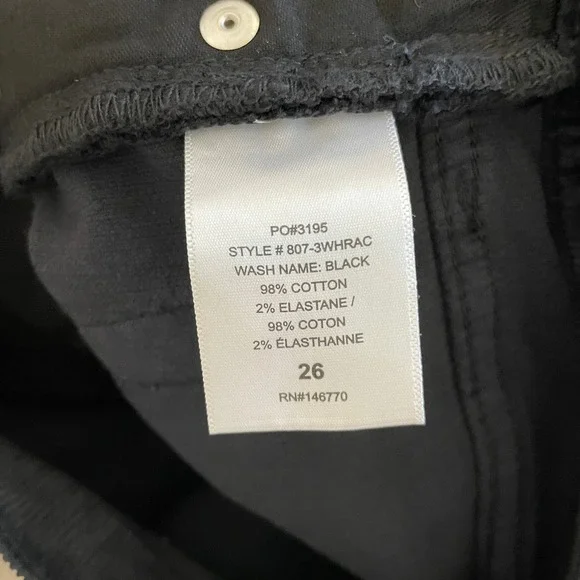 PO#3195
STYLE # 807-3WHRAC
WASH NAME: BLACK
98% COTTON
2% ELASTANE /
98% COTON
2% ÉLASTHANNE
26
RN#146770